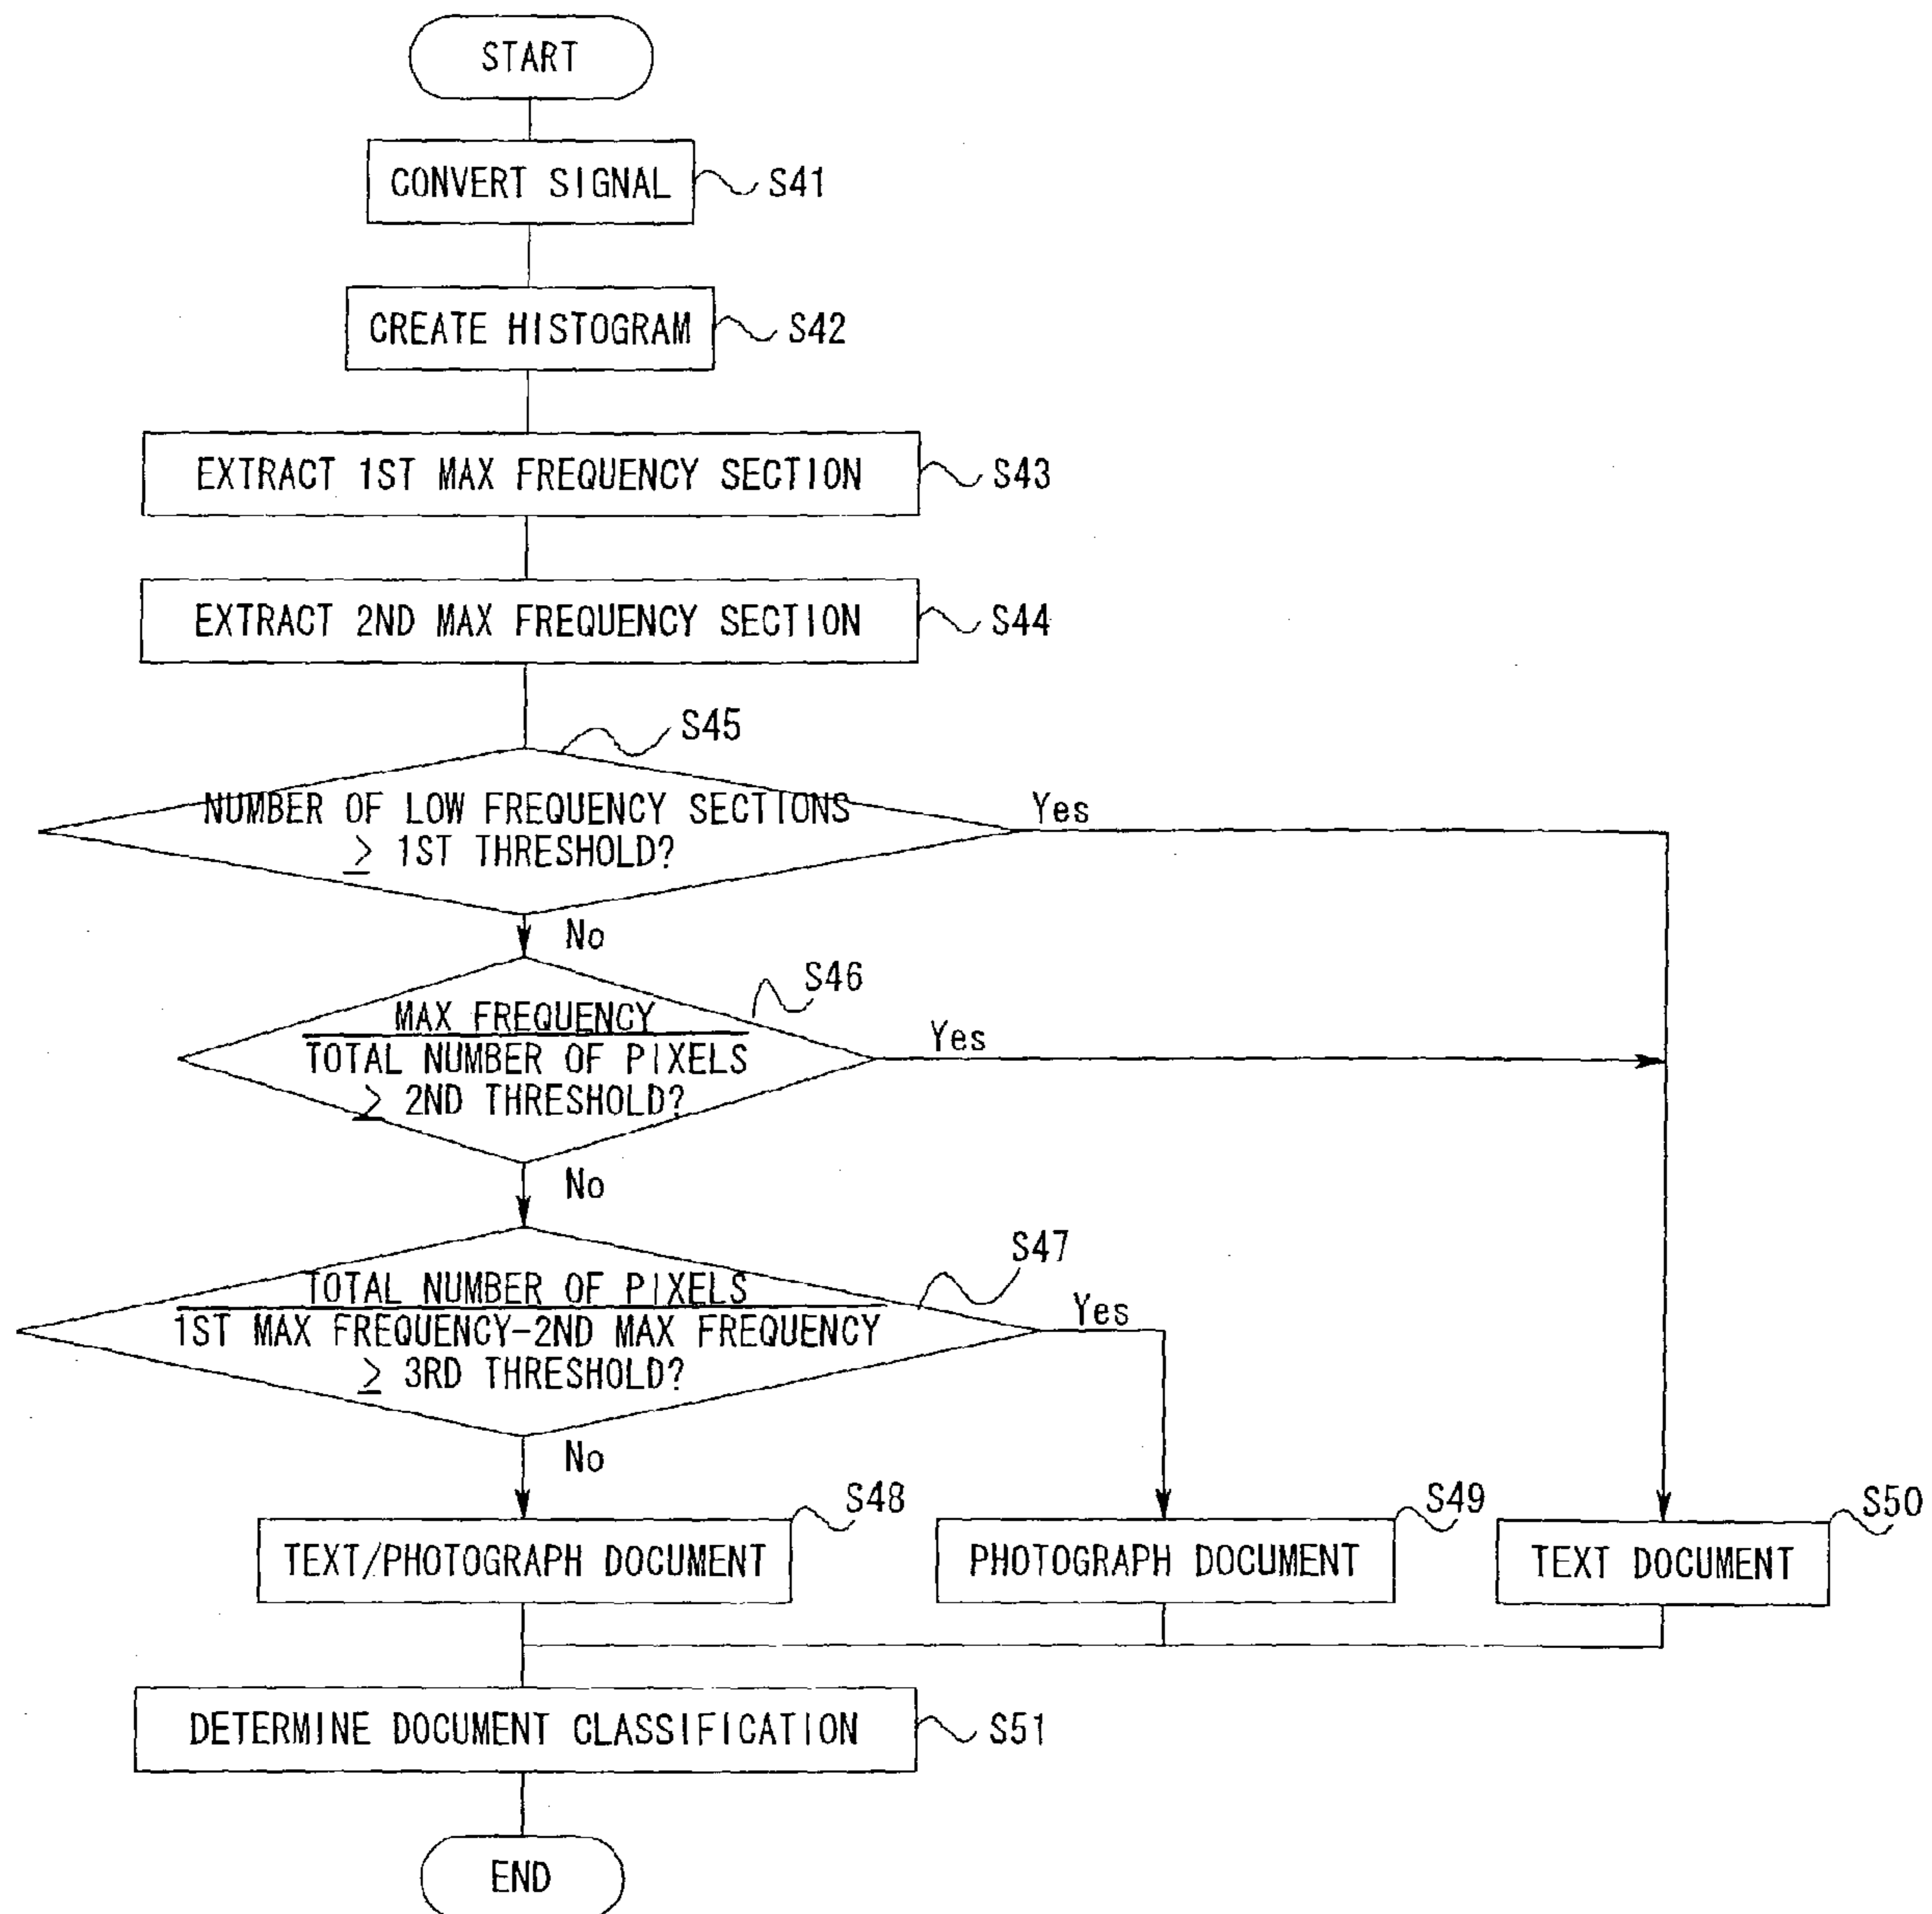 START
CONVERT SIGNAL
S41
CREATE HISTOGRAM
S42
EXTRACT 1ST MAX FREQUENCY SECTION
S43
EXTRACT 2ND MAX FREQUENCY SECTION
S44
S45
NUMBER OF LOW FREQUENCY SECTIONS
≥ 1ST THRESHOLD?
Yes
No
S46
MAX FREQUENCY
TOTAL NUMBER OF PIXELS
≥ 2ND THRESHOLD?
Yes
No
S47
TOTAL NUMBER OF PIXELS
1ST MAX FREQUENCY-2ND MAX FREQUENCY
≥ 3RD THRESHOLD?
Yes
No
S48
TEXT/PHOTOGRAPH DOCUMENT
S49
PHOTOGRAPH DOCUMENT
S50
TEXT DOCUMENT
DETERMINE DOCUMENT CLASSIFICATION
S51
END